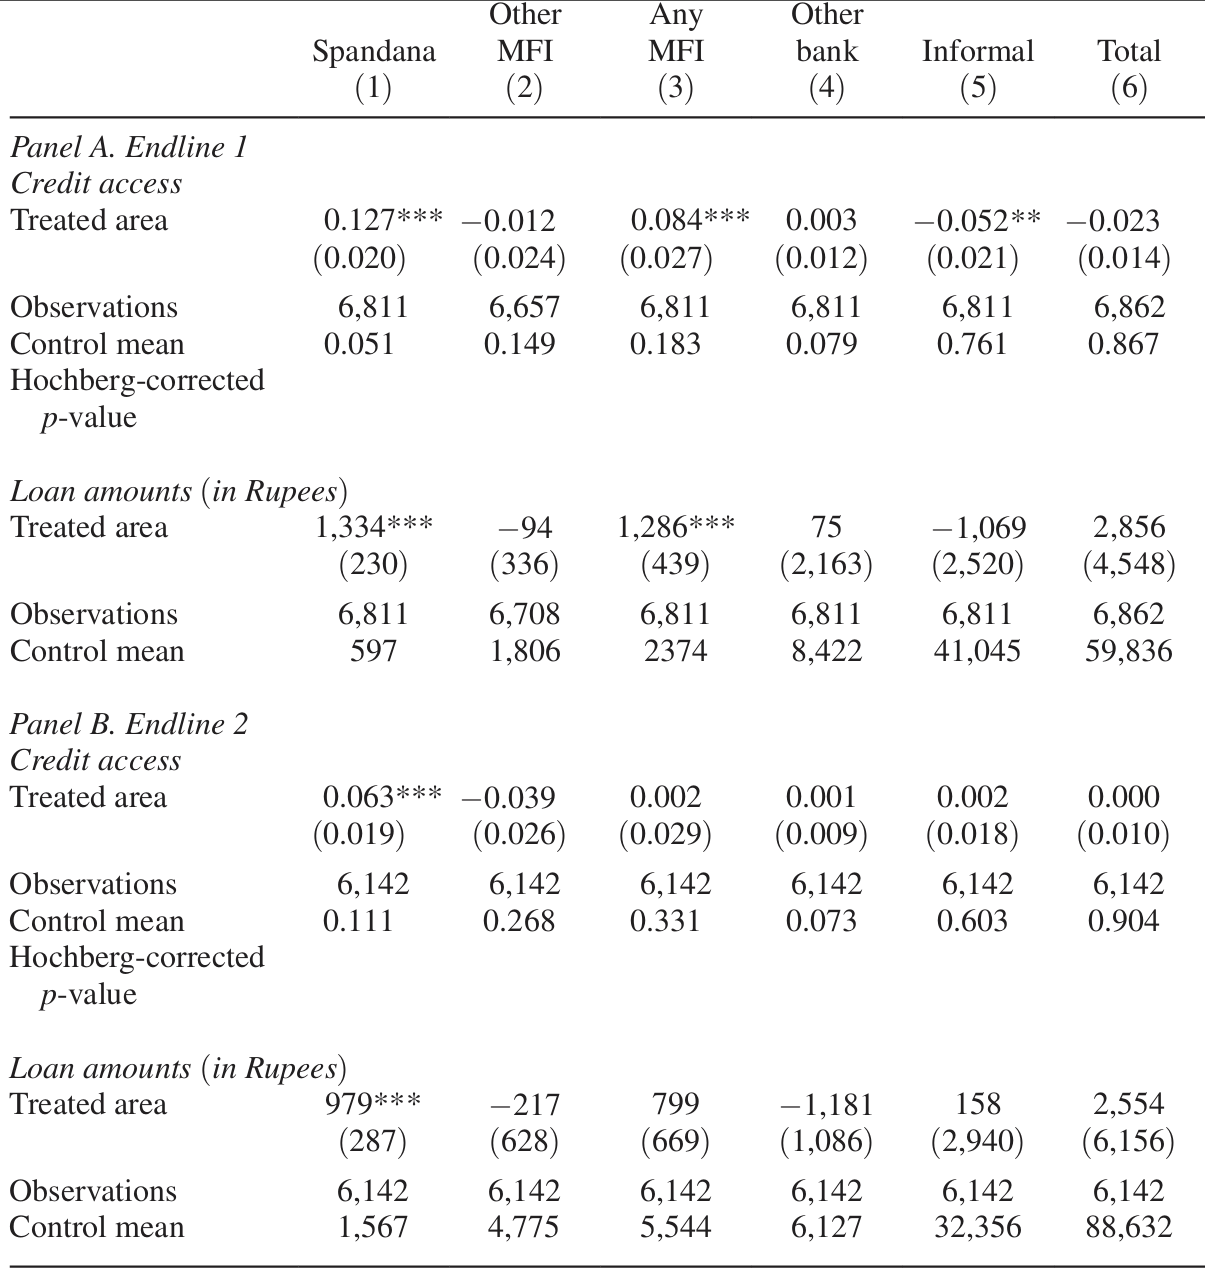 Other Any Other
Spandana MFI MFI bank Informal Total
(1) (2) (3) (4) (5) (6)
Panel A. Endline 1
Credit access
Treated area 0.127*** −0.012 0.084*** 0.003 −0.052** −0.023
(0.020) (0.024) (0.027) (0.012) (0.021) (0.014)
Observations 6,811 6,657 6,811 6,811 6,811 6,862
Control mean 0.051 0.149 0.183 0.079 0.761 0.867
Hochberg-corrected
p-value
Loan amounts (in Rupees)
Treated area 1,334*** −94 1,286*** 75 −1,069 2,856
(230) (336) (439) (2,163) (2,520) (4,548)
Observations 6,811 6,708 6,811 6,811 6,811 6,862
Control mean 597 1,806 2374 8,422 41,045 59,836
Panel B. Endline 2
Credit access
Treated area 0.063*** −0.039 0.002 0.001 0.002 0.000
(0.019) (0.026) (0.029) (0.009) (0.018) (0.010)
Observations 6,142 6,142 6,142 6,142 6,142 6,142
Control mean 0.111 0.268 0.331 0.073 0.603 0.904
Hochberg-corrected
p-value
Loan amounts (in Rupees)
Treated area 979*** −217 799 −1,181 158 2,554
(287) (628) (669) (1,086) (2,940) (6,156)
Observations 6,142 6,142 6,142 6,142 6,142 6,142
Control mean 1,567 4,775 5,544 6,127 32,356 88,632